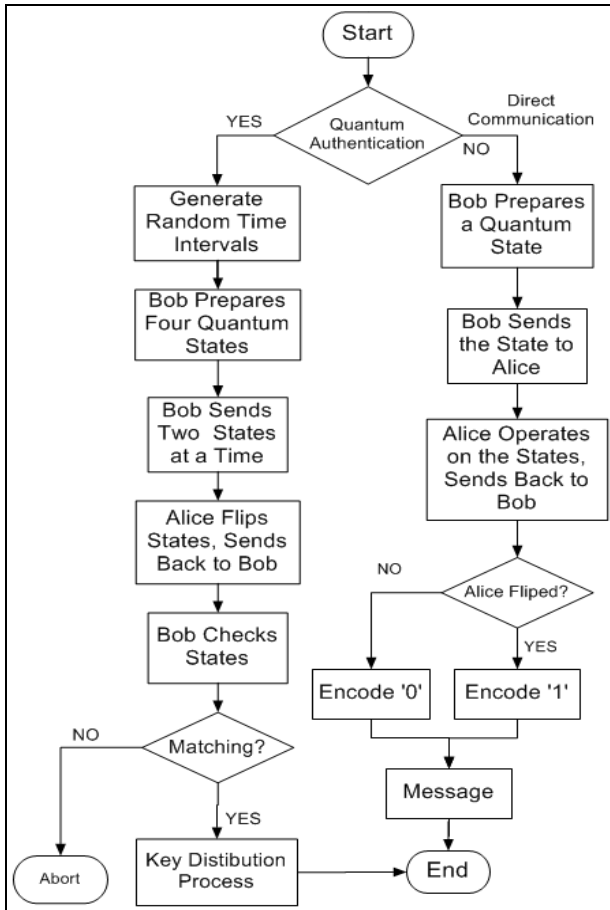 Start
Direct
Communication
YES
Quantum
Authentication
NO
Generate
Random Time
Intervals
Bob Prepares
Four Quantum
States
Bob Sends
Two States
at a Time
Alice Flips
States, Sends
Back to Bob
Bob Checks
States
NO
Matching?
YES
Abort
Key Distibution
Process
Bob Prepares
a Quantum
State
Bob Sends
the State to
Alice
Alice Operates
on the States,
Sends Back to
Bob
NO
Alice Fliped?
YES
Encode '0'
Encode '1'
Message
End